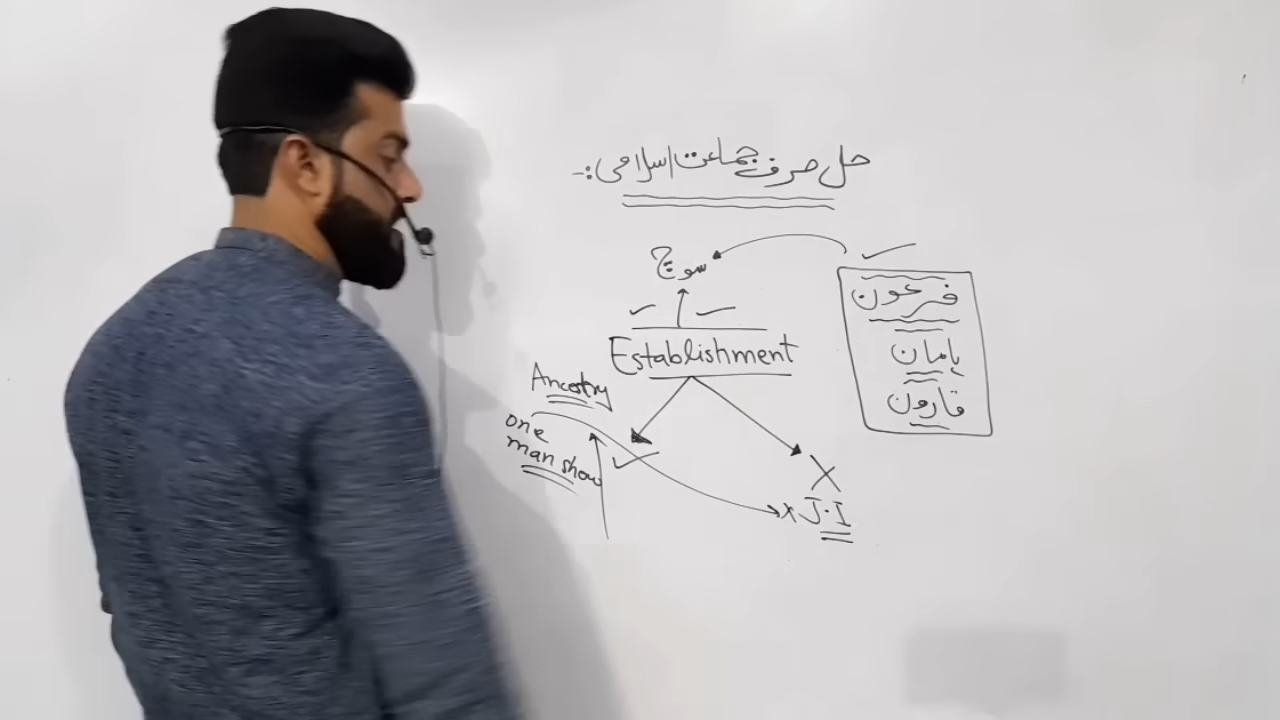 حل صرف جماعت اسلامی:-
سوچ
Establishment
Ancestry
one
man show
J.I
فرعون
ہامان
قارون